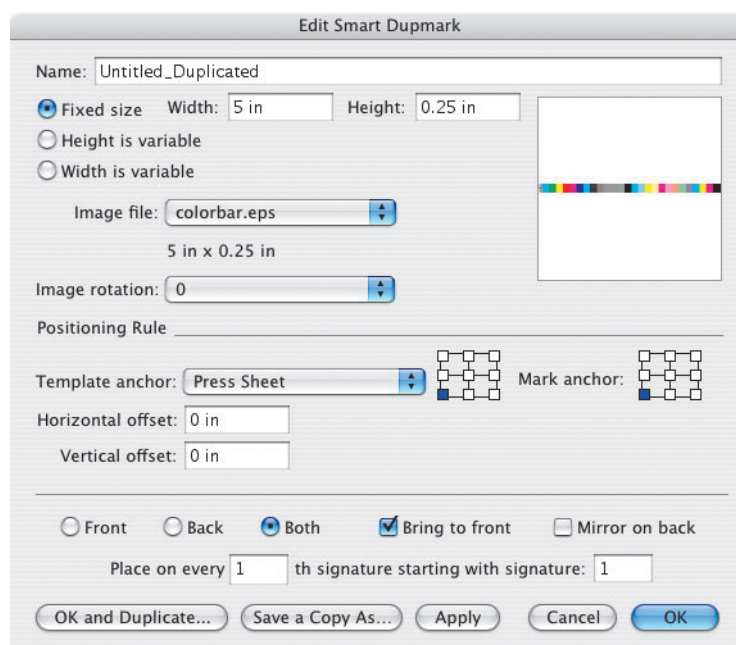 Edit Smart Dupmark
Name: Untitled_Duplicated
Fixed size Width: 5 in Height: 0.25 in
Height is variable
Width is variable
Image file: colorbar.eps
5 in x 0.25 in
Image rotation: 0
Positioning Rule
Template anchor: Press Sheet Mark anchor:
Horizontal offset: 0 in
Vertical offset: 0 in
Front Back Both Bring to front Mirror on back
Place on every 1 th signature starting with signature: 1
OK and Duplicate... Save a Copy As... Apply Cancel OK